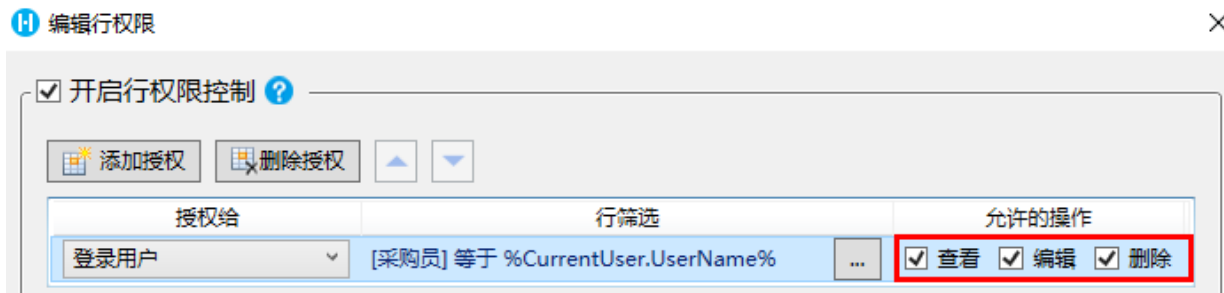 编辑行权限
开启行权限控制 ?
添加授权 删除授权
授权给 行筛选 允许的操作
登录用户 [采购员] 等于 %CurrentUser.UserName% ... 查看 编辑 删除